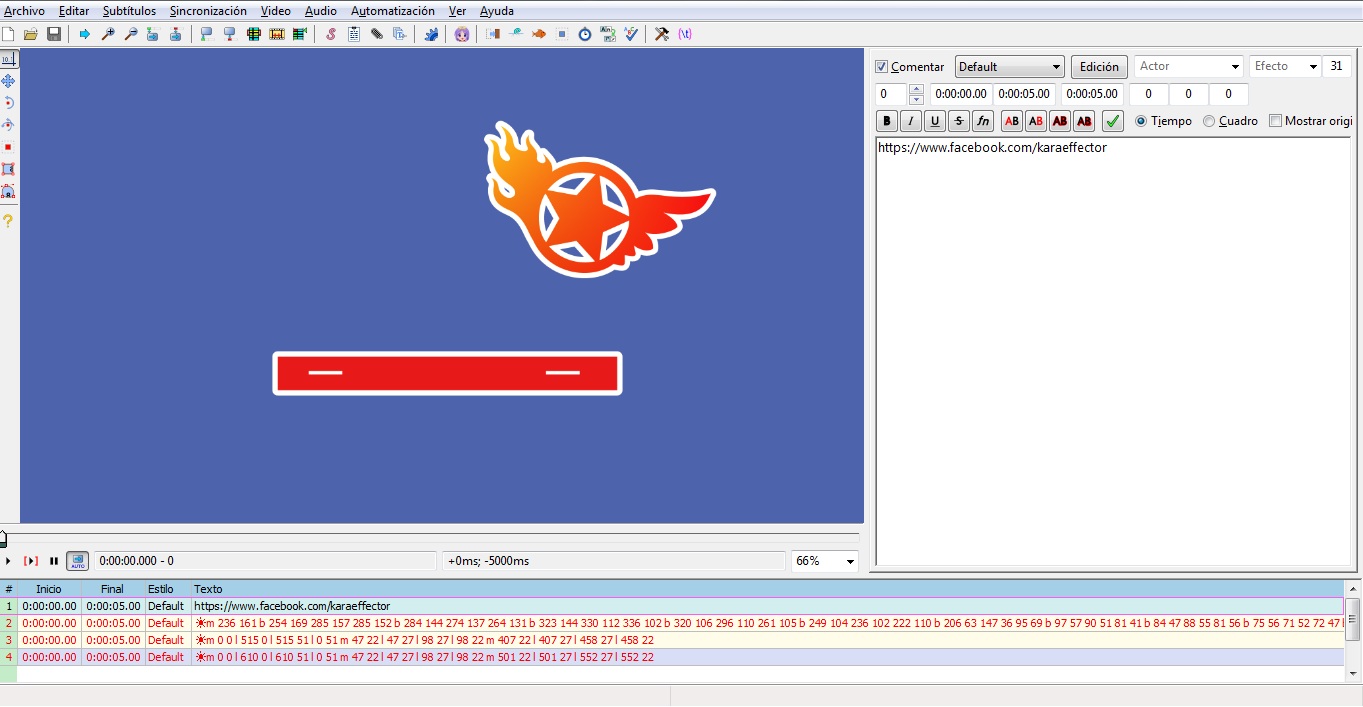 Archivo Editar Subtítulos Sincronización Video Audio Automatización Ver Ayuda
Comentar Default Edición Actor Efecto 31
0 0:00:00.00 0:00:05.00 0:00:05.00 0 0 0
B I U S fn AB AB AB AB Tiempo Cuadro Mostrar origi
https://www.facebook.com/karaeffector
AUTO 0:00:00.000 - 0 +0ms; -5000ms 66%
# Inicio Final Estilo Texto
1 0:00:00.00 0:00:05.00 Default https://www.facebook.com/karaeffector
2 0:00:00.00 0:00:05.00 Default ☀m 236 161 b 254 169 285 157 285 152 b 284 144 274 137 264 131 b 323 144 330 112 336 102 b 320 106 296 110 261 105 b 249 104 236 102 222 110 b 206 63 147 36 95 69 b 97 57 90 51 81 41 b 84 47 88 55 81 56 b 75 56 71 52 72 47 l
3 0:00:00.00 0:00:05.00 Default ☀m 0 0 l 515 0 l 515 51 l 0 51 m 47 22 l 47 27 l 98 27 l 98 22 m 407 22 l 407 27 l 458 27 l 458 22
4 0:00:00.00 0:00:05.00 Default ☀m 0 0 l 610 0 l 610 51 l 0 51 m 47 22 l 47 27 l 98 27 l 98 22 m 501 22 l 501 27 l 552 27 l 552 22